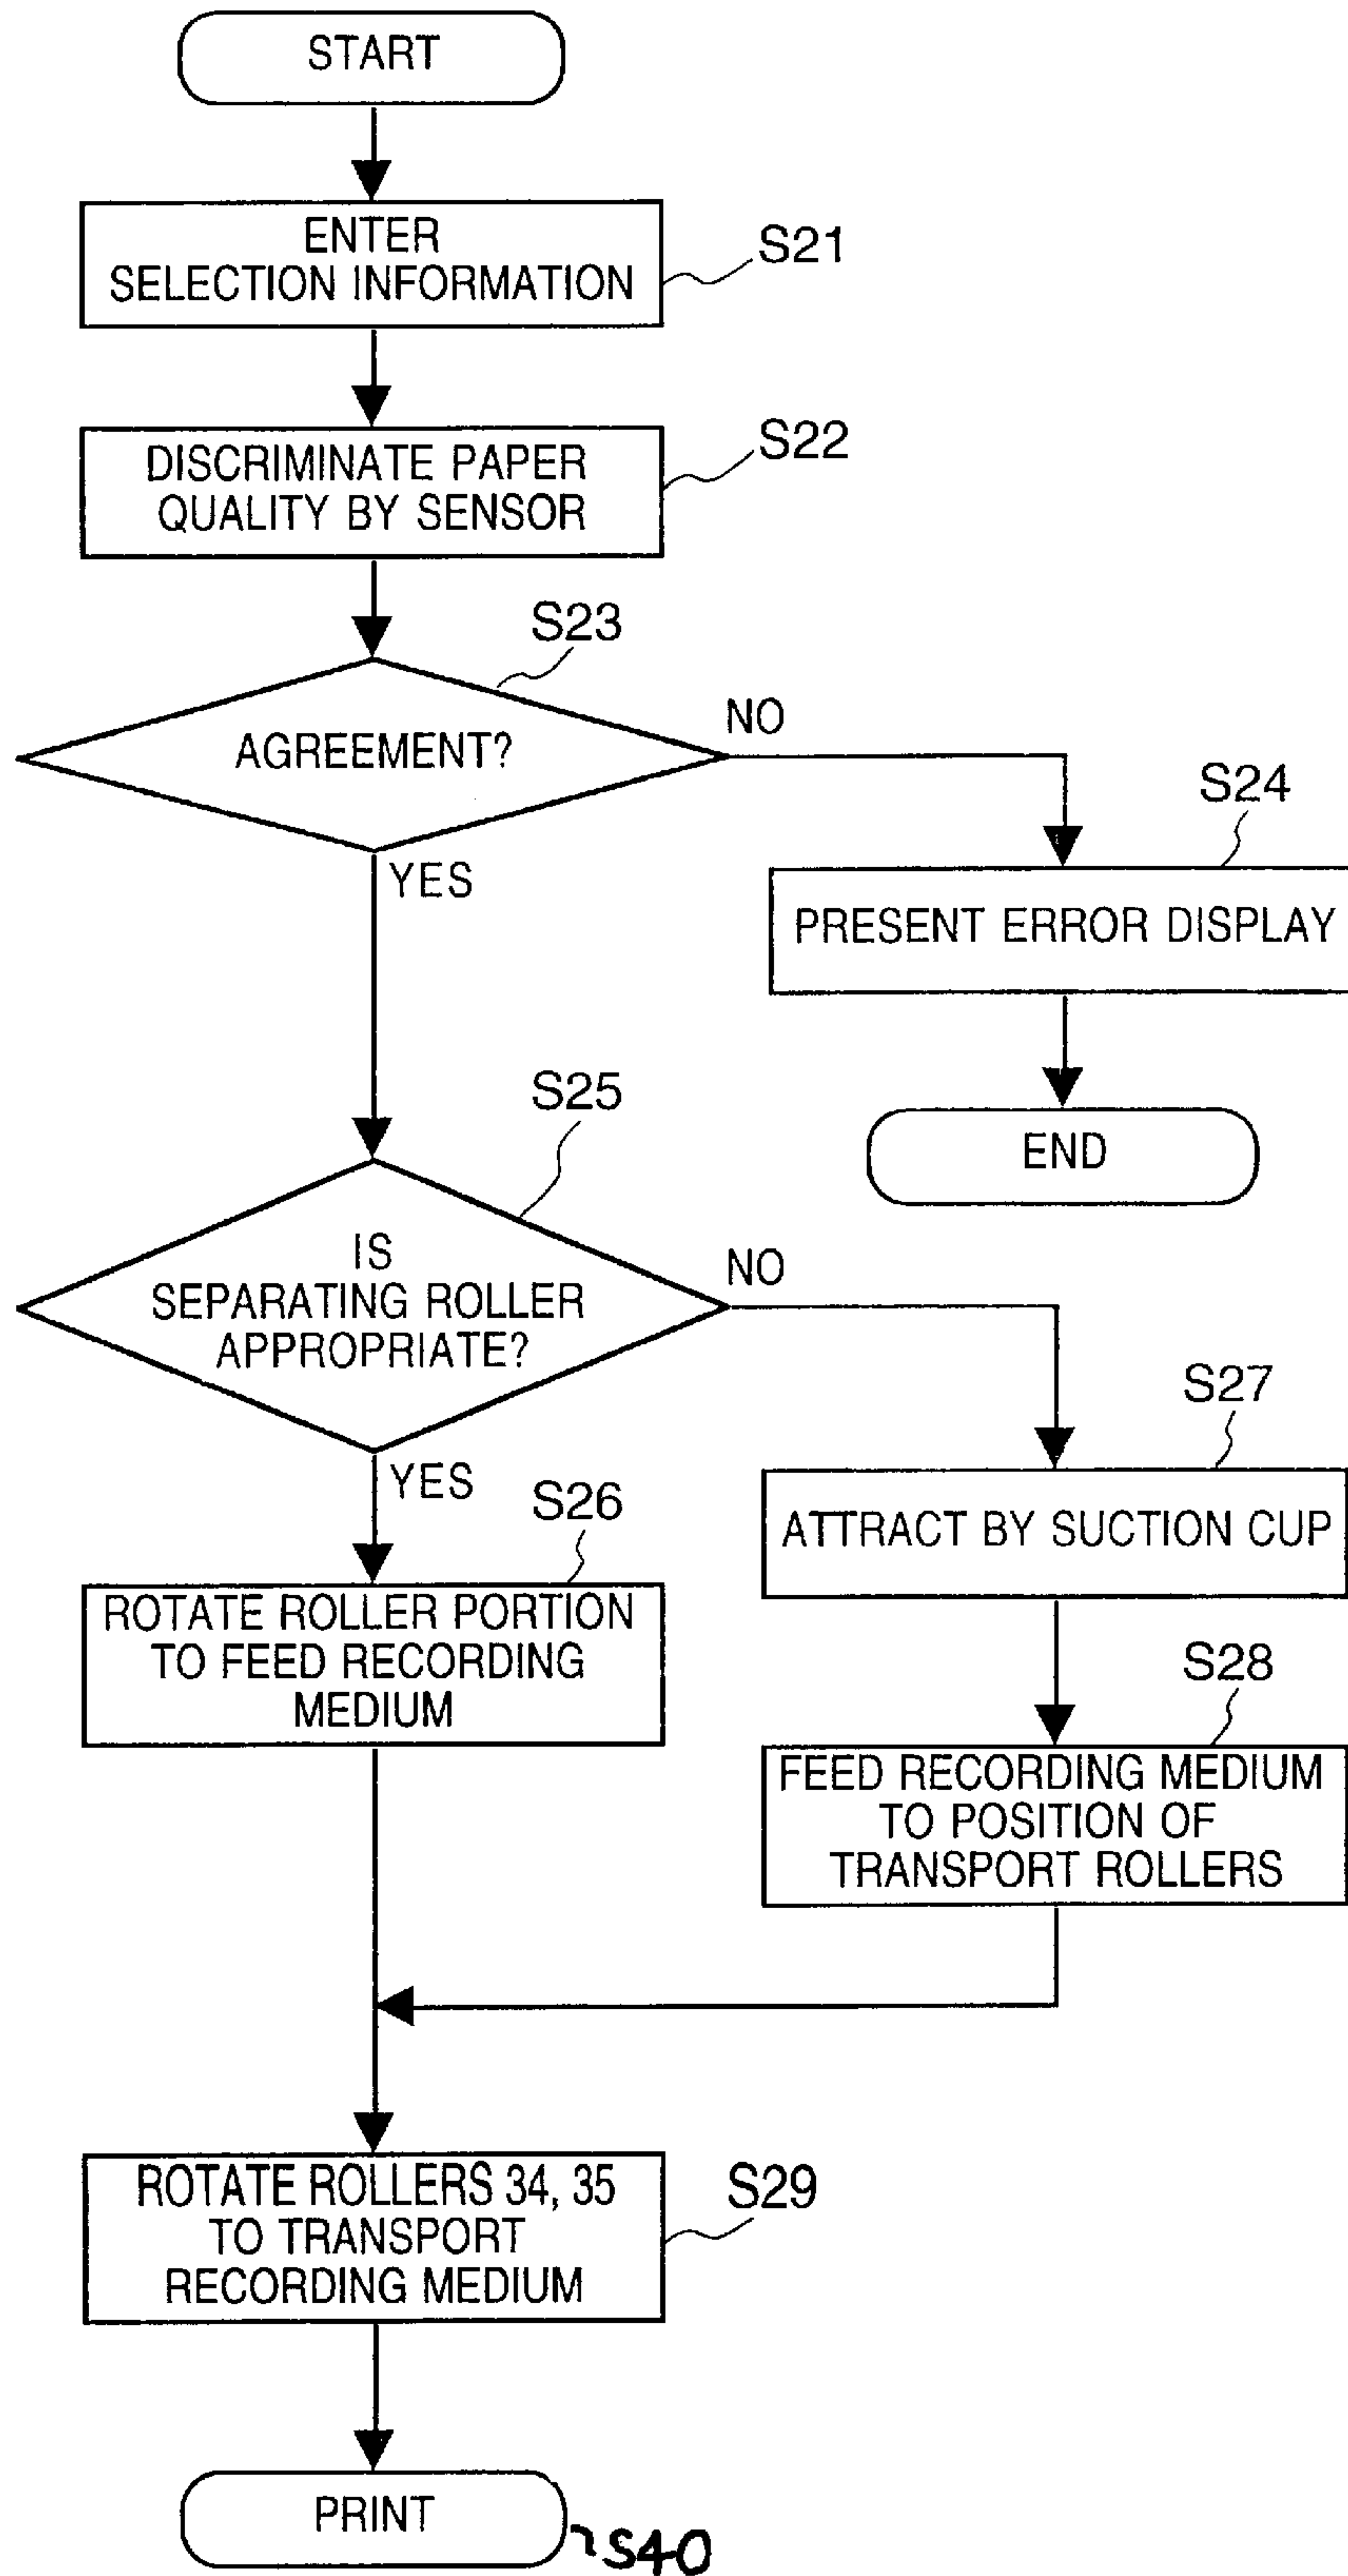 START
ENTER
SELECTION INFORMATION
S21
DISCRIMINATE PAPER
QUALITY BY SENSOR
S22
S23
AGREEMENT?
NO
YES
S24
PRESENT ERROR DISPLAY
END
S25
IS
SEPARATING ROLLER
APPROPRIATE?
NO
YES
S26
ROTATE ROLLER PORTION
TO FEED RECORDING
MEDIUM
S27
ATTRACT BY SUCTION CUP
S28
FEED RECORDING MEDIUM
TO POSITION OF
TRANSPORT ROLLERS
ROTATE ROLLERS 34, 35
TO TRANSPORT
RECORDING MEDIUM
S29
PRINT
S40